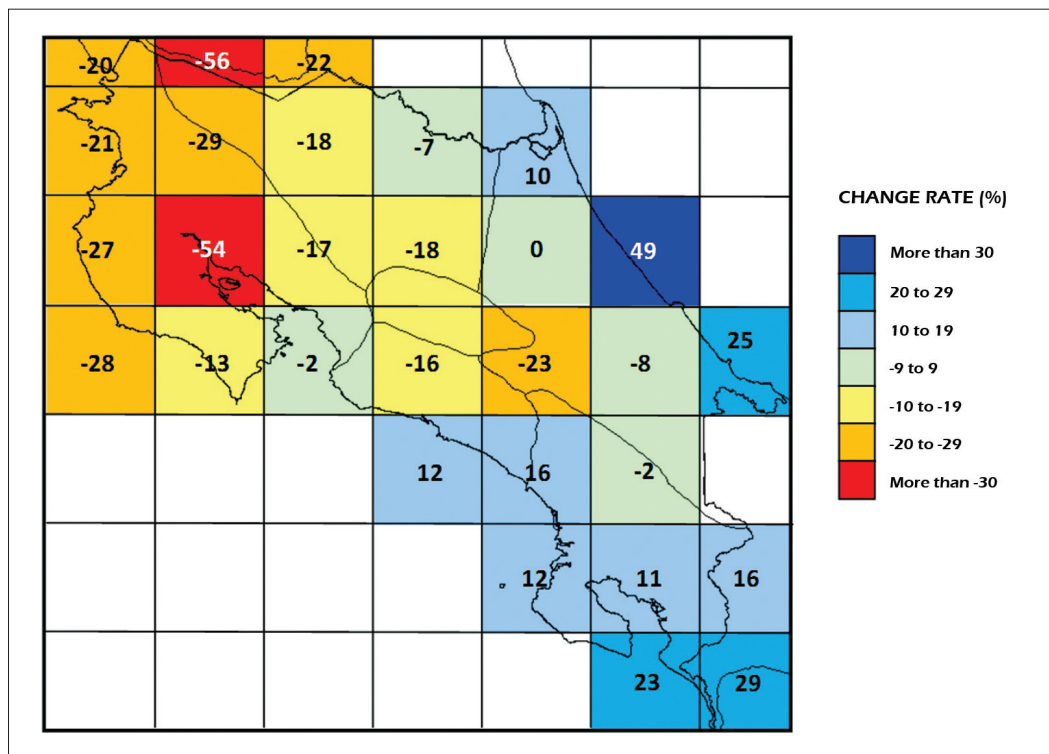 -20 -56 -22
-21 -29 -18 -7 10
-27 -54 -17 -18 0 49
-28 -13 -2 -16 -23 -8 25
12 16 -2
12 11 16
23 29
CHANGE RATE (%)
More than 30
20 to 29
10 to 19
-9 to 9
-10 to -19
-20 to -29
More than -30